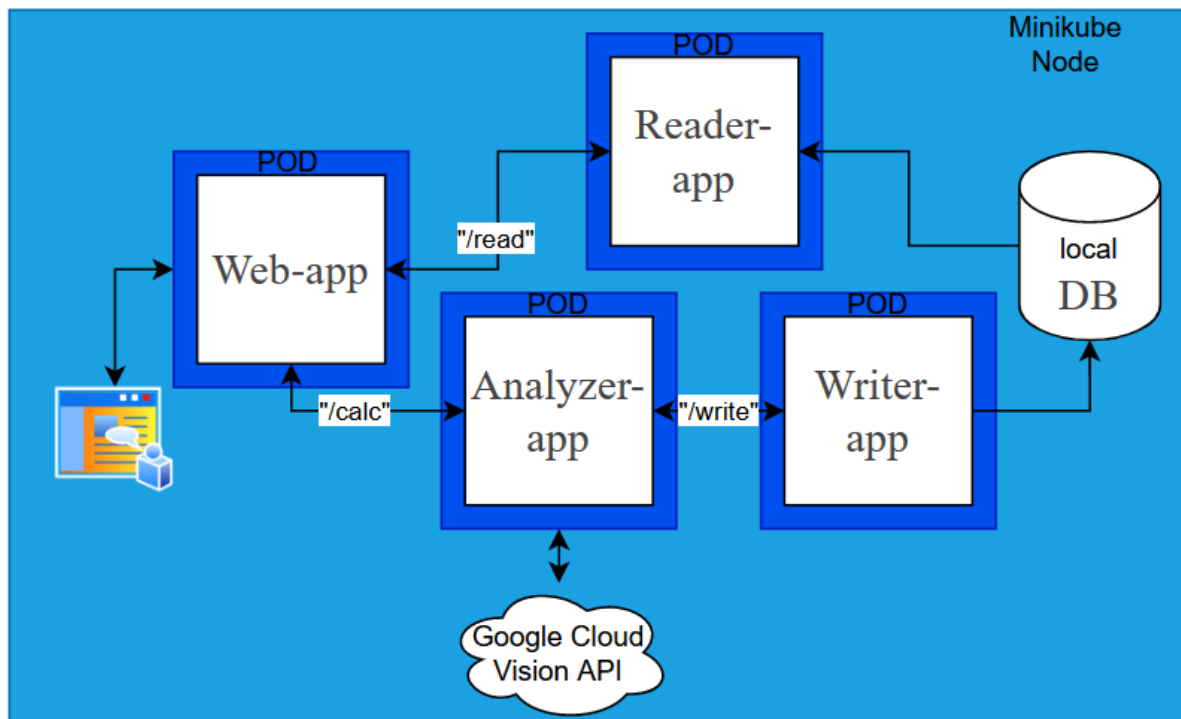 Minikube
Node
POD
Reader-
app
POD
Web-app
"/read"
local
DB
POD
Analyzer-
app
"/calc"
"/write"
POD
Writer-
app
Google Cloud
Vision API